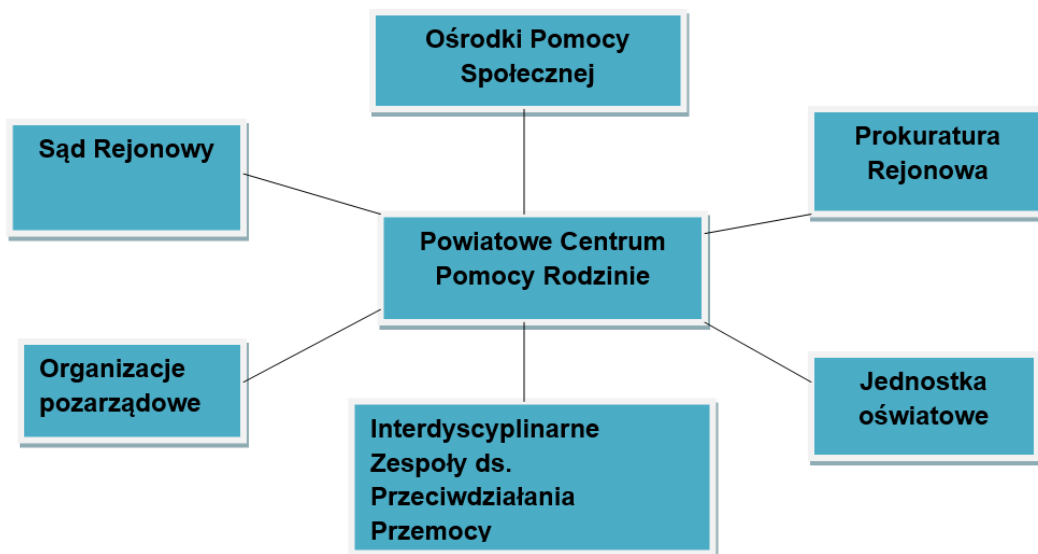 Ośrodki Pomocy
Społecznej
Sąd Rejonowy
Prokuratura
Rejonowa
Powiatowe Centrum
Pomocy Rodzinie
Organizacje
pozarządowe
Jednostka
oświatowe
Interdyscyplinarne
Zespoły ds.
Przeciwdziałania
Przemocy